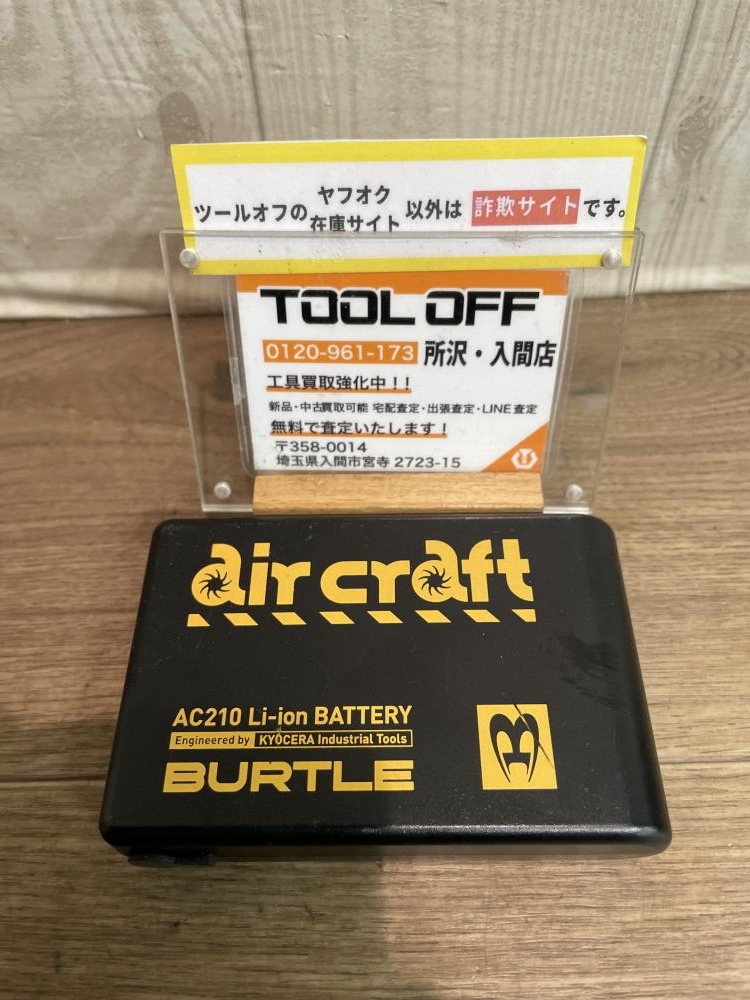 ツールオフの ヤフオク 在庫サイト 以外は 詐欺サイト です。
TOOL OFF
0120-961-173 所沢・入間店
工具買取強化中！！
新品・中古買取可能 宅配査定・出張査定・LINE査定
無料で査定いたします！
〒358-0014
埼玉県入間市宮寺 2723-15
air craft
AC210 Li-ion BATTERY
Engineered by KYOCERA Industrial Tools
BURTLE